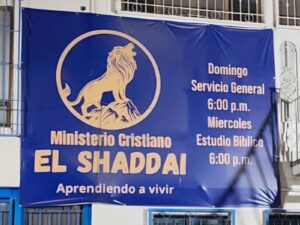 Ministerio Cristiano
EL SHADDAI
Aprendiendo a vivir
Domingo
Servicio General
6:00 p.m.
Miercoles
Estudio Biblico
6:00 p.m.